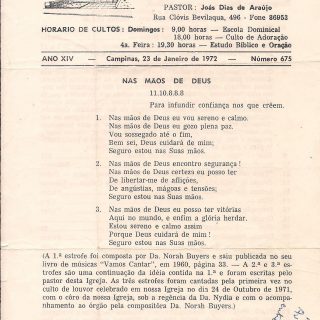 PASTOR: Joás Dias de Araújo
Rua Clóvis Bevilaqua, 496 - Fone 86953
HORARIO DE CULTOS: Domingos: 9,00 horas — Escola Dominical
18,00 horas — Culto de Adoração
4a. Feira: 19,30 horas — Estudo Bíblico e Oração
ANO XIV — Campinas, 23 de Janeiro de 1972 — Número 675
NAS MÃOS DE DEUS
11.10.8.8.8
Para infundir confiança nos que crêem.
1. Nas mãos de Deus eu vou sereno e calmo.
Nas mãos de Deus eu gozo plena paz.
Vou sossegado até o fim,
Bem sei, Deus cuidará de mim;
Seguro estou nas Suas mãos.
2. Nas mãos de Deus encontro segurança!
Nas mãos de Deus certeza eu posso ter
De libertar-me de aflições,
De angústias, mágoas e tensões;
Seguro estou nas Suas mãos.
3. Nas mãos de Deus eu posso ter vitórias
Aqui no mundo, e enfim a glória herdar.
Estou sereno e calmo assim
Porque Deus cuidará de mim!
Seguro estou nas Suas mãos.
(A 1.ª estrofe foi composta por Da. Norah Buyers e saiu publicada no seu
livro de músicas "Vamos Cantar", em 1960, página 33. — A 2.ª e 3.ª estro-
fes são uma continuação da idéia contida na 1.ª e foram escritas pelo
pastor desta Igreja. As três estrofes foram cantadas pela primeira vez no
culto de louvor celebrado em nossa igreja no dia 24 de Outubro de 1971,
com o côro da nossa Igreja, sob a regência da Da. Nydia e com o acompa-
nhamento ao órgão pela compositôra Da. Norah Buyers.)